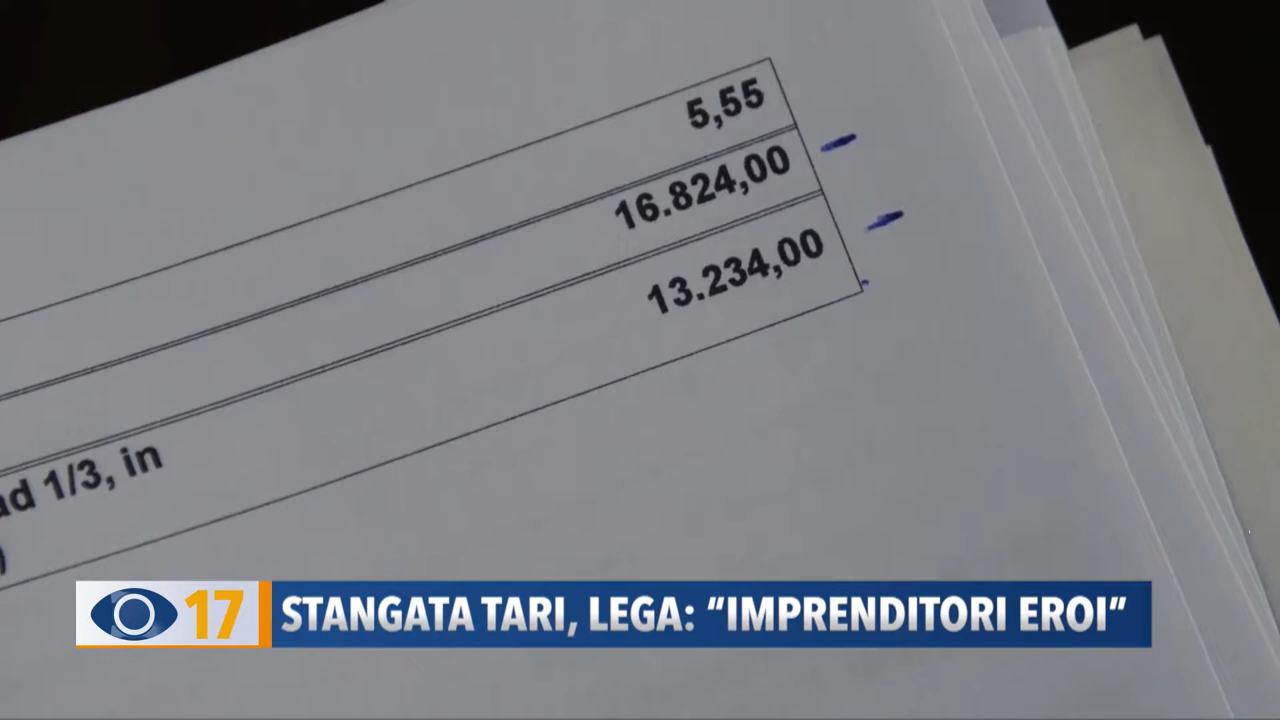 5,55
16.824,00
13.234,00
ad 1/3, in
)
17
STANGATA TARI, LEGA: “IMPRENDITORI EROI”